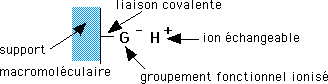 liaison covalente
G⁻ H⁺
support
ion échangeable
macromoléculaire
groupement fonctionnel ionisé